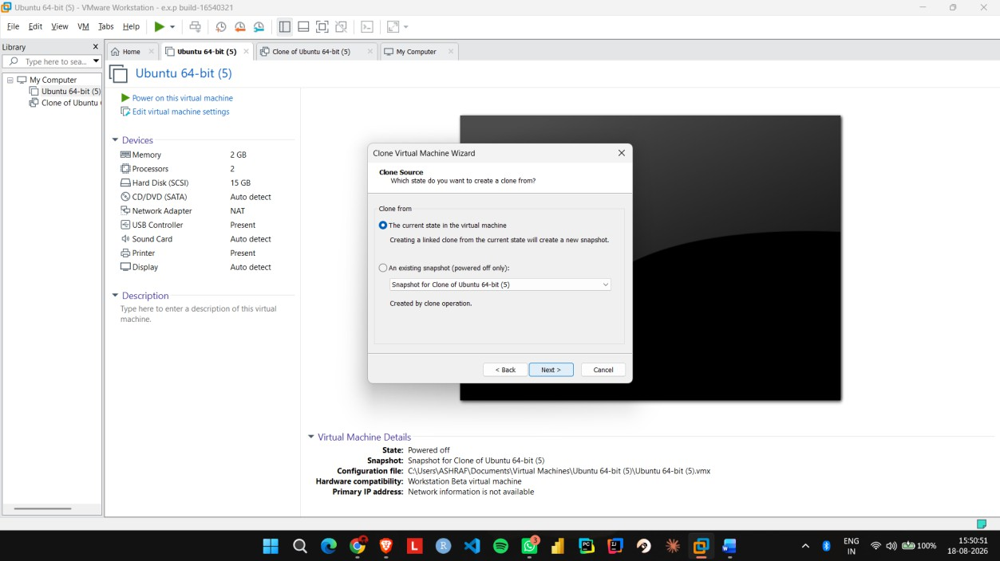 Ubuntu 64-bit (5) - VMware Workstation - e.x.p build-16540321
File Edit View VM Tabs Help
Library
Type here to sea...
My Computer
Ubuntu 64-bit (5)
Clone of Ubuntu
Home
Ubuntu 64-bit (5)
Clone of Ubuntu 64-bit (5)
My Computer
Ubuntu 64-bit (5)
Power on this virtual machine
Edit virtual machine settings
Devices
Memory 2 GB
Processors 2
Hard Disk (SCSI) 15 GB
CD/DVD (SATA) Auto detect
Network Adapter NAT
USB Controller Present
Sound Card Auto detect
Printer Present
Display Auto detect
Description
Type here to enter a description of this virtual
machine.
Clone Virtual Machine Wizard
Clone Source
Which state do you want to create a clone from?
Clone from
The current state in the virtual machine
Creating a linked clone from the current state will create a new snapshot.
An existing snapshot (powered off only):
Snapshot for Clone of Ubuntu 64-bit (5)
Created by clone operation.
< Back
Next >
Cancel
Virtual Machine Details
State: Powered off
Snapshot: Snapshot for Clone of Ubuntu 64-bit (5)
Configuration file: C:\Users\ASHRAF\Documents\Virtual Machines\Ubuntu 64-bit (5)\Ubuntu 64-bit (5).vmx
Hardware compatibility: Workstation Beta virtual machine
Primary IP address: Network information is not available
L
R
3
PC
IJ
W
ENG
IN
100%
15:50:51
18-08-2026